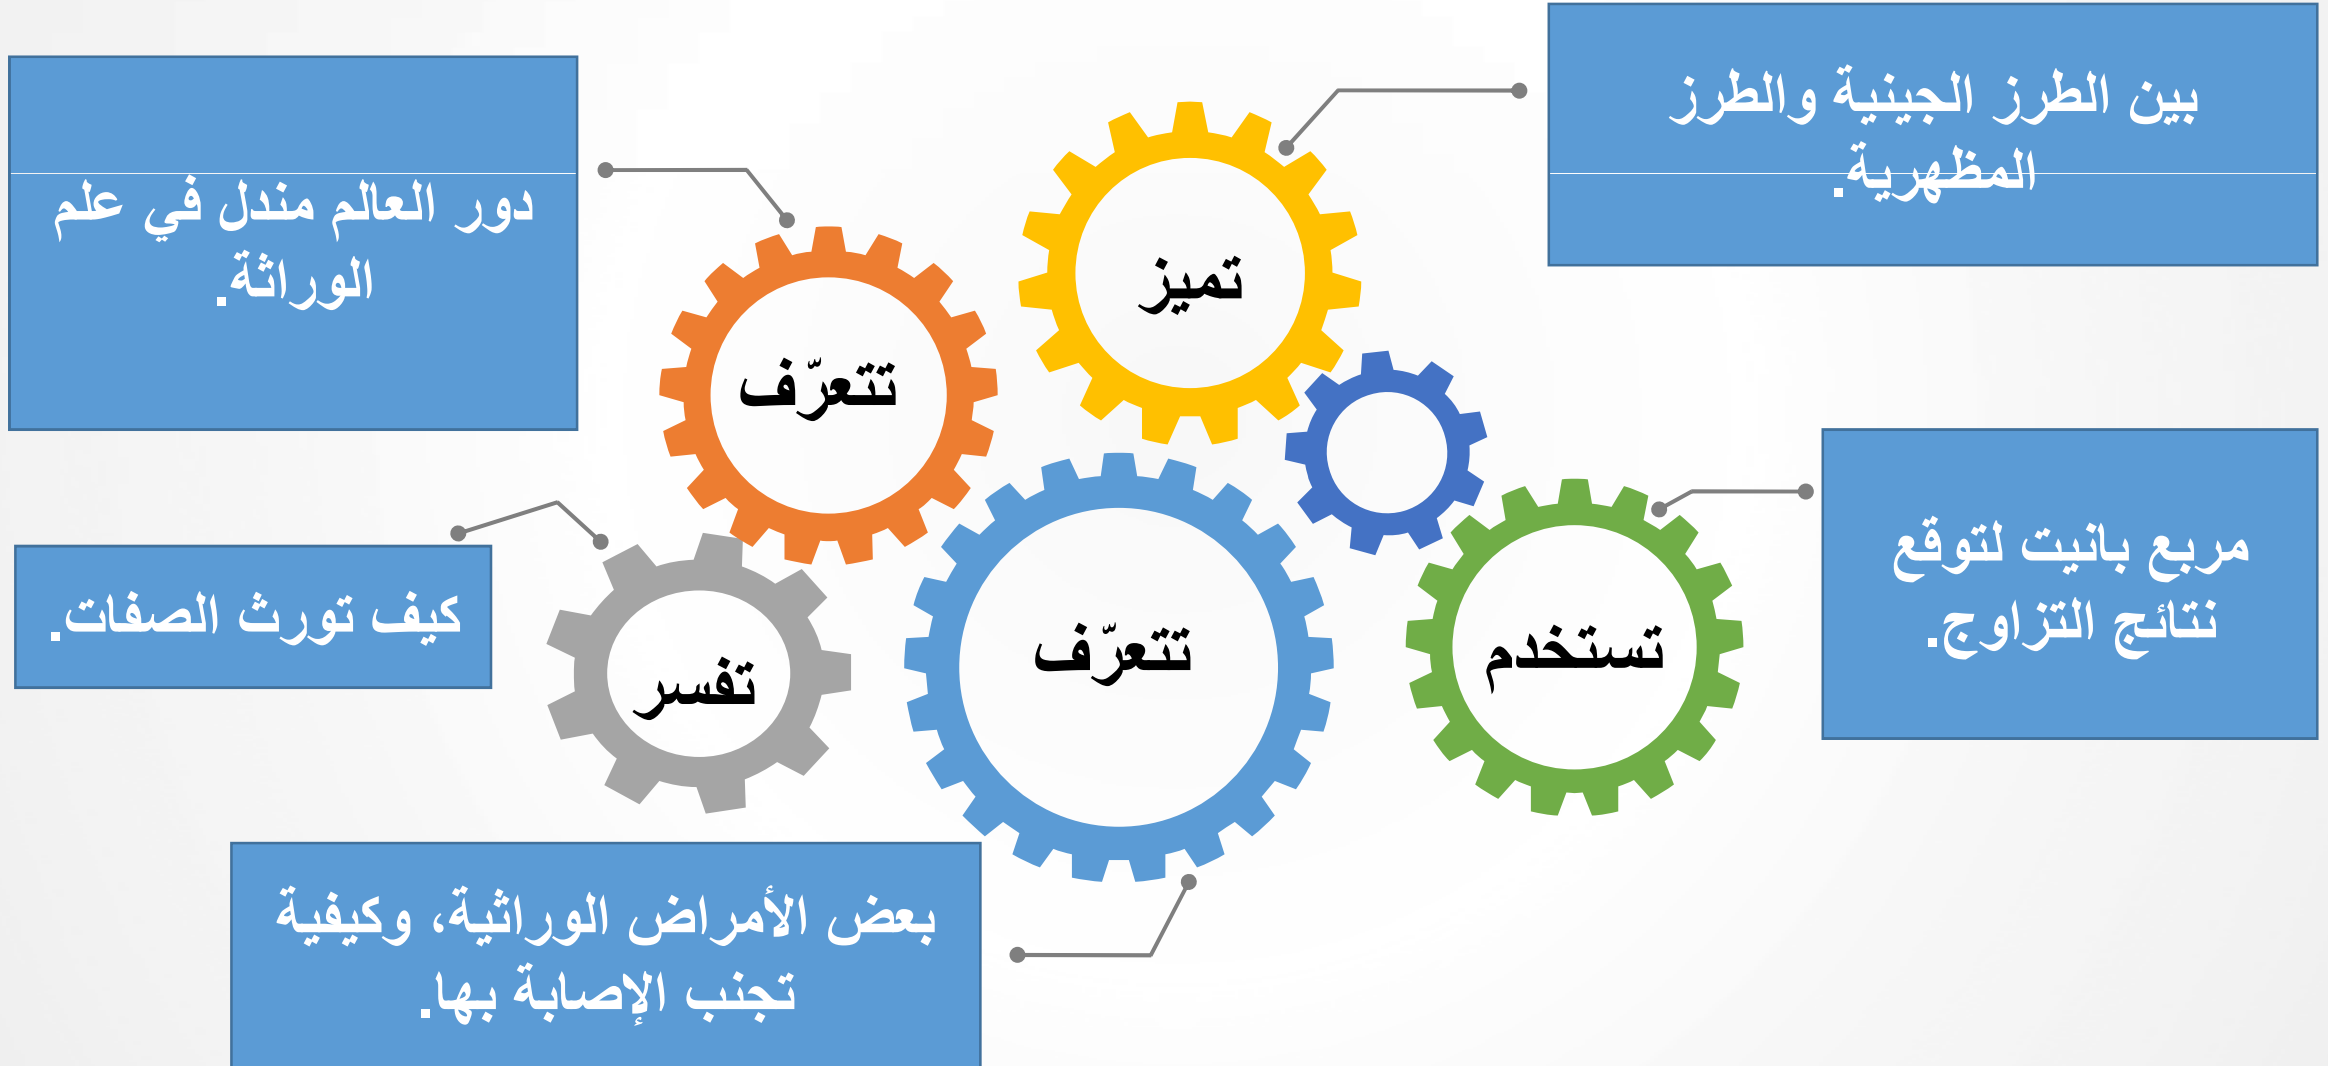 تميز
بين الطرز الجينية والطرز
المظهرية.
تتعرّف
دور العالم مندل في علم
الوراثة.
تستخدم
مربع بانيت لتوقع
نتائج التزاوج.
تفسر
كيف تورث الصفات.
تتعرّف
بعض الأمراض الوراثية، وكيفية
تجنب الإصابة بها.